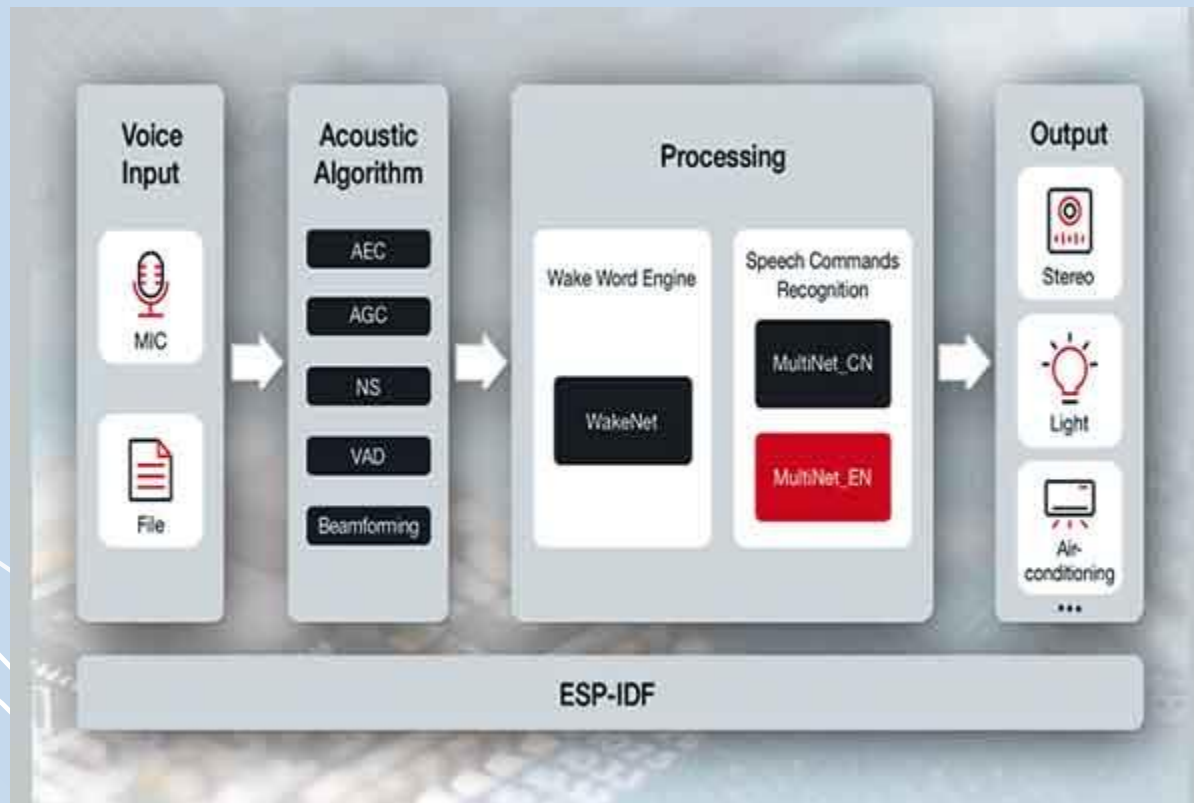 Voice
Input
MIC
File
Acoustic
Algorithm
AEC
AGC
NS
VAD
Beamforming
Processing
Wake Word Engine
WakeNet
Speech Commands
Recognition
MultiNet_CN
MultiNet_EN
Output
Stereo
Light
Air-
conditioning
...
ESP-IDF